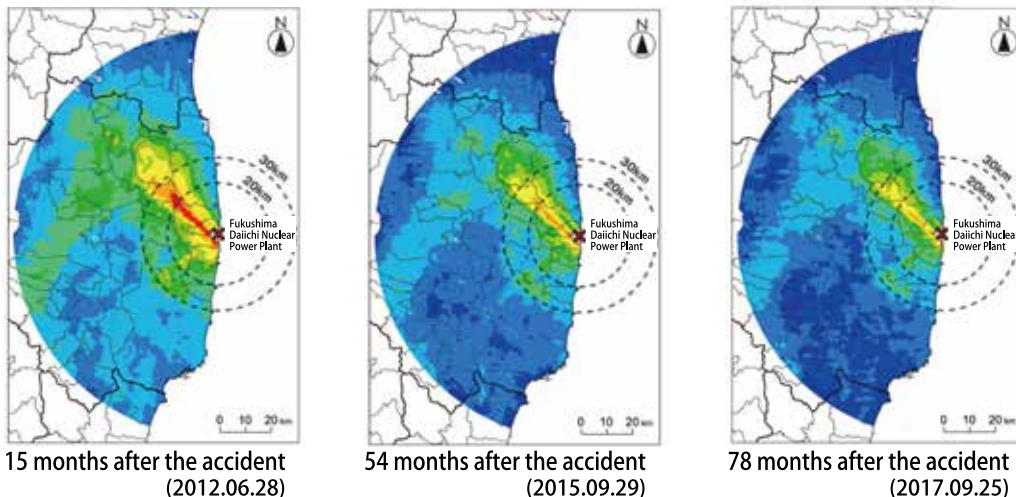 N
30km
20km
Fukushima
Daiichi Nuclear
Power Plant
0 10 20 km
15 months after the accident
(2012.06.28)
N
30km
20km
Fukushima
Daiichi Nuclear
Power Plant
0 10 20 km
54 months after the accident
(2015.09.29)
N
30km
20km
Fukushima
Daiichi Nuclear
Power Plant
0 10 20 km
78 months after the accident
(2017.09.25)